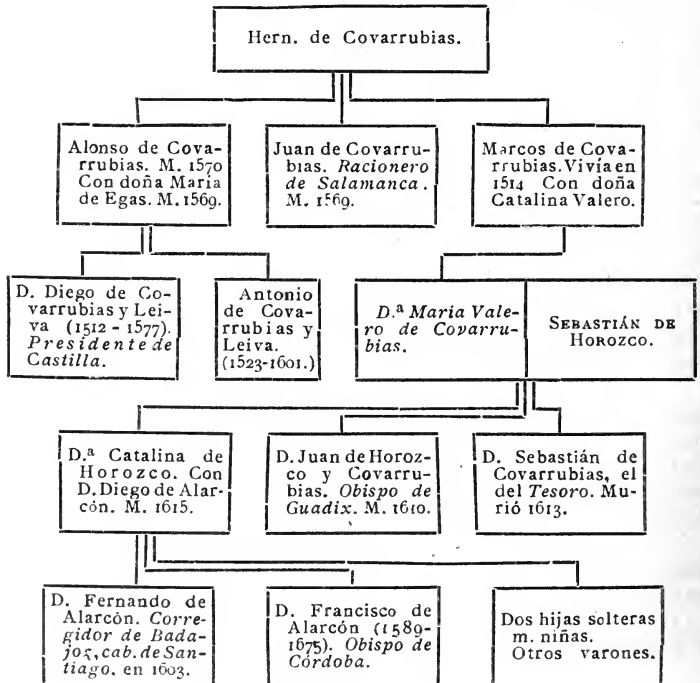 Hern. de Covarrubias.
Alonso de Cova-
rrubias. M. 1570
Con doña Maria
de Egas. M. 1569.
Juan de Covarru-
bias. Racionero
de Salamanca.
M. 1569.
Marcos de Cova-
rrubias. Vivía en
1514 Con doña
Catalina Valero.
D. Diego de Co-
varrubias y Lei-
va (1512 - 1577).
Presidente de
Castilla.
Antonio
de Cova-
rrubias y
Leiva.
(1523-1601.)
D.ª Maria Vale-
ro de Covarru-
bias.
SEBASTIÁN DE
HOROZCO.
D.ª Catalina de
Horozco. Con
D. Diego de Alar-
cón. M. 1615.
D. Juan de Horoz-
co y Covarru-
bias. Obispo de
Guadix. M. 1610.
D. Sebastián de
Covarrubias, el
del Tesoro. Mu-
rió 1613.
D. Fernando de
Alarcón. Corre-
gidor de Bada-
joz, cab. de San-
tiago, en 1603.
D. Francisco de
Alarcón (1589-
1675). Obispo de
Córdoba.
Dos hijas solteras
m. niñas.
Otros varones.